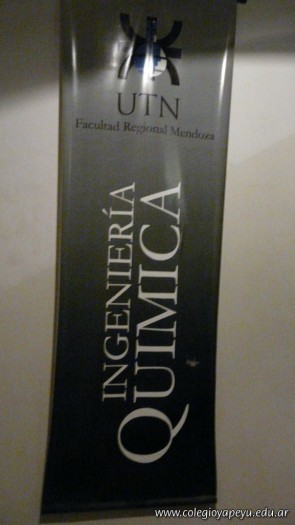 UTN
Facultad Regional Mendoza
INGENIERÍA
QUIMICA
www.colegioyapeyu.edu.ar